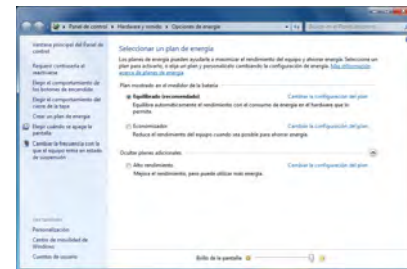 Panel de control ▸ Hardware y sonido ▸ Opciones de energía
Ventana principal del Panel de
control
Requerir contraseña al
reactivarse
Elegir el comportamiento de
los botones de encendido
Elegir el comportamiento del
cierre de la tapa
Crear un plan de energía
Elegir cuándo se apaga la
pantalla
Cambiar la frecuencia con la
que el equipo entra en estado
de suspensión
Seleccionar un plan de energía
Los planes de energía pueden ayudarle a maximizar el rendimiento del equipo y ahorrar energía. Seleccione un
plan para activarlo, o elija un plan y personalícelo cambiando la configuración de energía. Más información
acerca de planes de energía
Plan mostrado en el medidor de la batería
Equilibrado (recomendado) Cambiar la configuración del plan
Equilibra automáticamente el rendimiento con el consumo de energía en el hardware que lo
permita.
Economizador Cambiar la configuración del plan
Reduce el rendimiento del equipo cuando sea posible para ahorrar energía.
Ocultar planes adicionales
Alto rendimiento Cambiar la configuración del plan
Mejora el rendimiento, pero puede utilizar más energía.
Vea también
Personalización
Centro de movilidad de
Windows
Cuentas de usuario
Brillo de la pantalla: